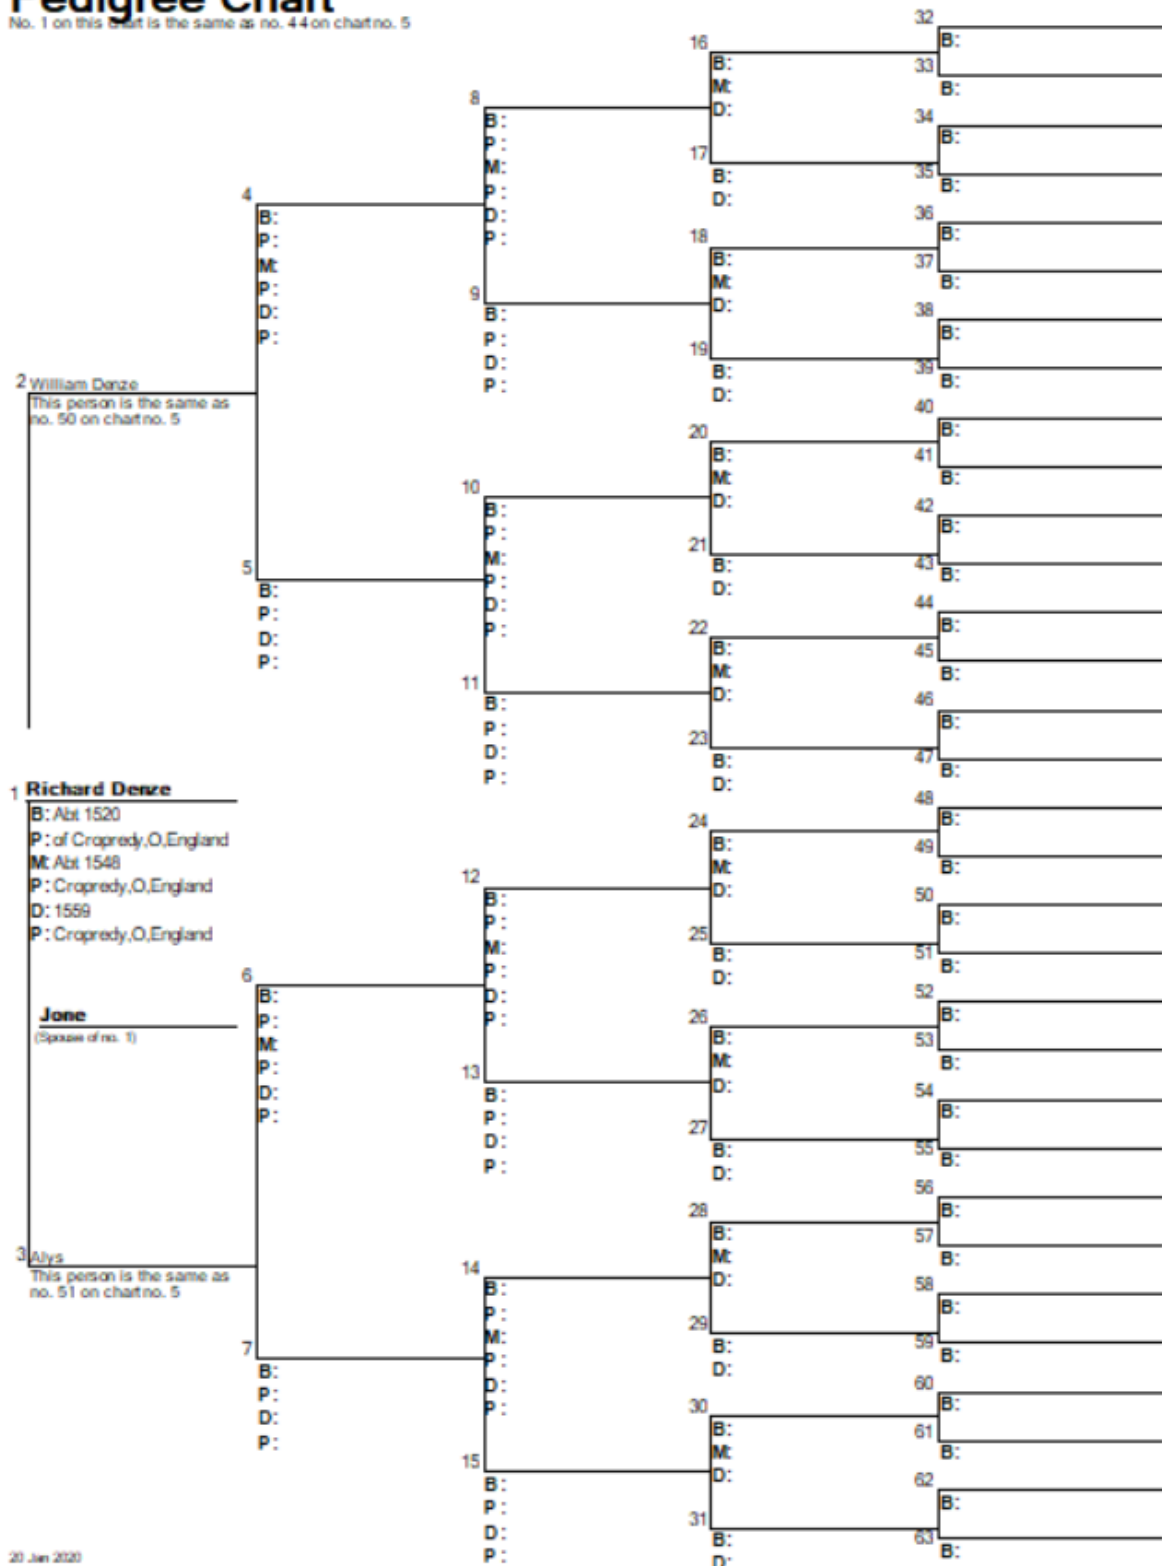 Pedigree Chart
No. 1 on this chart is the same as no. 44 on chart no. 5
2 William Denze
This person is the same as
no. 50 on chart no. 5
1 Richard Denze
B: Abt 1520
P: of Cropredy,O,England
M: Abt 1548
P: Cropredy,O,England
D: 1559
P: Cropredy,O,England
Jone
(Spouse of no. 1)
3 Alys
This person is the same as
no. 51 on chart no. 5
4
B:
P:
M:
P:
D:
P:
5
B:
P:
D:
P:
6
B:
P:
M:
P:
D:
P:
7
B:
P:
D:
P:
8
B:
P:
M:
P:
D:
P:
9
B:
P:
D:
P:
10
B:
P:
M:
P:
D:
P:
11
B:
P:
D:
P:
12
B:
P:
M:
P:
D:
P:
13
B:
P:
D:
P:
14
B:
P:
M:
P:
D:
P:
15
B:
P:
D:
P:
16
B:
M:
D:
17
B:
D:
18
B:
M:
D:
19
B:
D:
20
B:
M:
D:
21
B:
D:
22
B:
M:
D:
23
B:
D:
24
B:
M:
D:
25
B:
D:
26
B:
M:
D:
27
B:
D:
28
B:
M:
D:
29
B:
D:
30
B:
M:
D:
31
B:
D:
32
B:
33
B:
34
B:
35
B:
36
B:
37
B:
38
B:
39
B:
40
B:
41
B:
42
B:
43
B:
44
B:
45
B:
46
B:
47
B:
48
B:
49
B:
50
B:
51
B:
52
B:
53
B:
54
B:
55
B:
56
B:
57
B:
58
B:
59
B:
60
B:
61
B:
62
B:
63
B:
20 Jan 2020